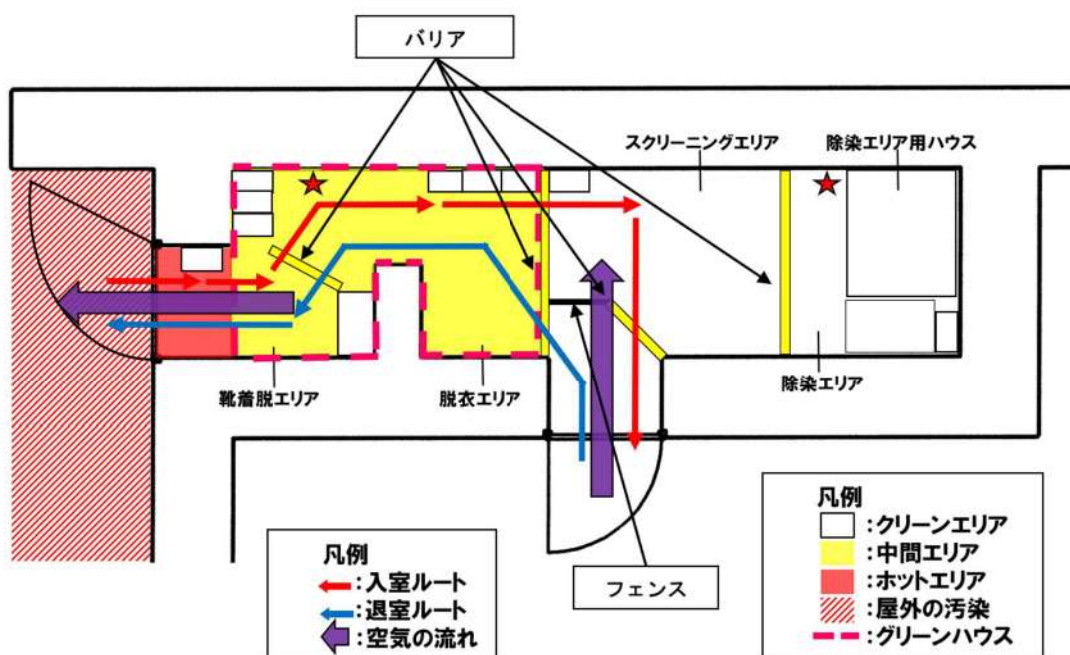 バリア
スクリーニングエリア
除染エリア用ハウス
靴着脱エリア
脱衣エリア
除染エリア
フェンス
凡例
:入室ルート
:退室ルート
:空気の流れ
凡例
:クリーンエリア
:中間エリア
:ホットエリア
:屋外の汚染
:グリーンハウス